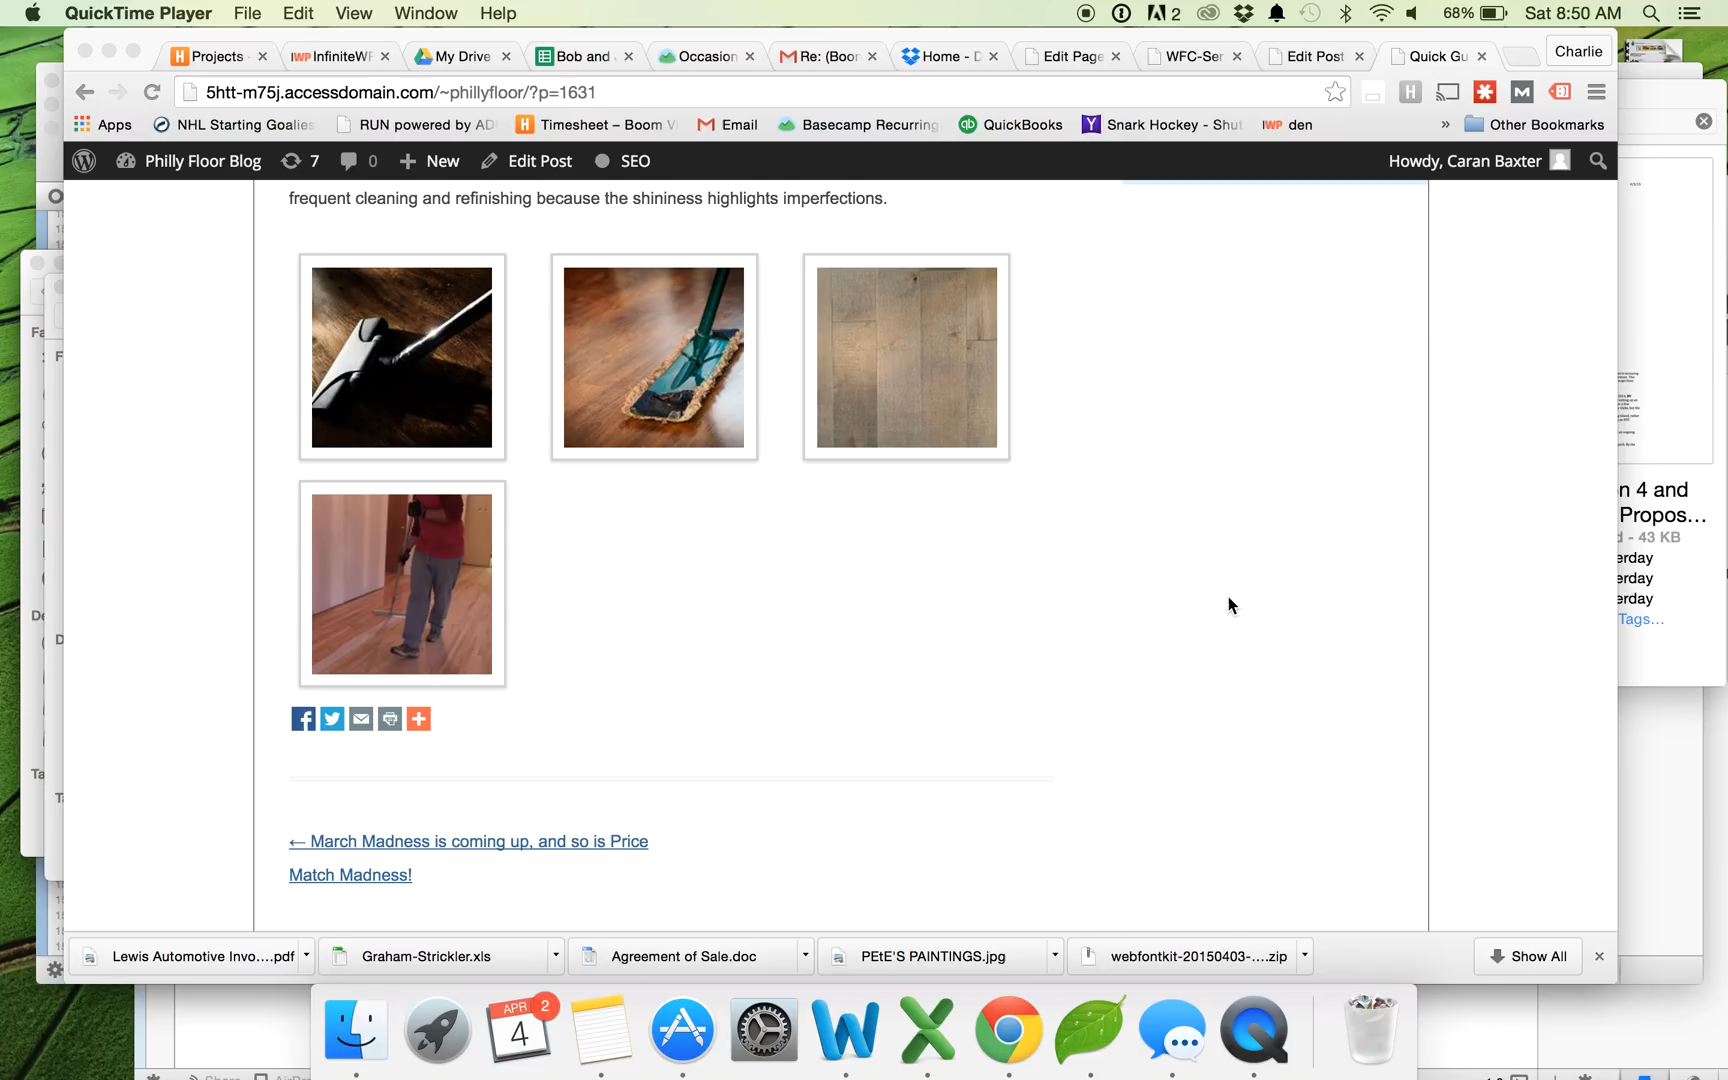 QuickTime Player File Edit View Window Help 2 68% Sat 8:50 AM
Projects InfiniteWP My Drive Bob and Occasion Re: (Boon Home - D Edit Page WFC-Ser Edit Post Quick Gu Charlie
5htt-m75j.accessdomain.com/~phillyfloor/?p=1631
Apps NHL Starting Goalies RUN powered by AD Timesheet – Boom V Email Basecamp Recurring QuickBooks Snark Hockey - Shut den » Other Bookmarks
Philly Floor Blog 7 0 New Edit Post SEO Howdy, Caran Baxter
frequent cleaning and refinishing because the shininess highlights imperfections.
n 4 and
Propos…
d - 43 KB
erday
erday
erday
Tags…
← March Madness is coming up, and so is Price
Match Madness!
Lewis Automotive Invo....pdf Graham-Strickler.xls Agreement of Sale.doc PEtE'S PAINTINGS.jpg webfontkit-20150403-....zip Show All
APR 2
4